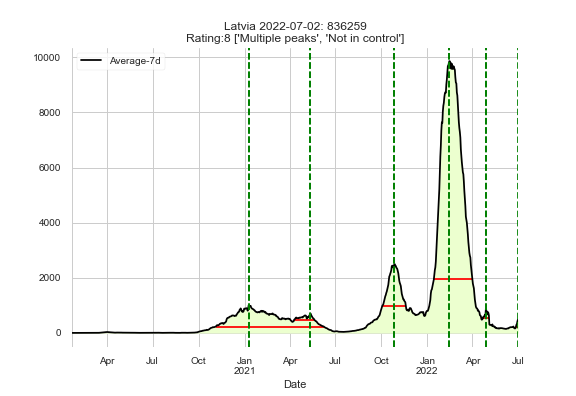 Latvia 2022-07-02: 836259
Rating:8 ['Multiple peaks', 'Not in control']
Average-7d
10000
8000
6000
4000
2000
0
Apr Jul Oct Jan Apr Jul Oct Jan Apr Jul
2021 2022
Date